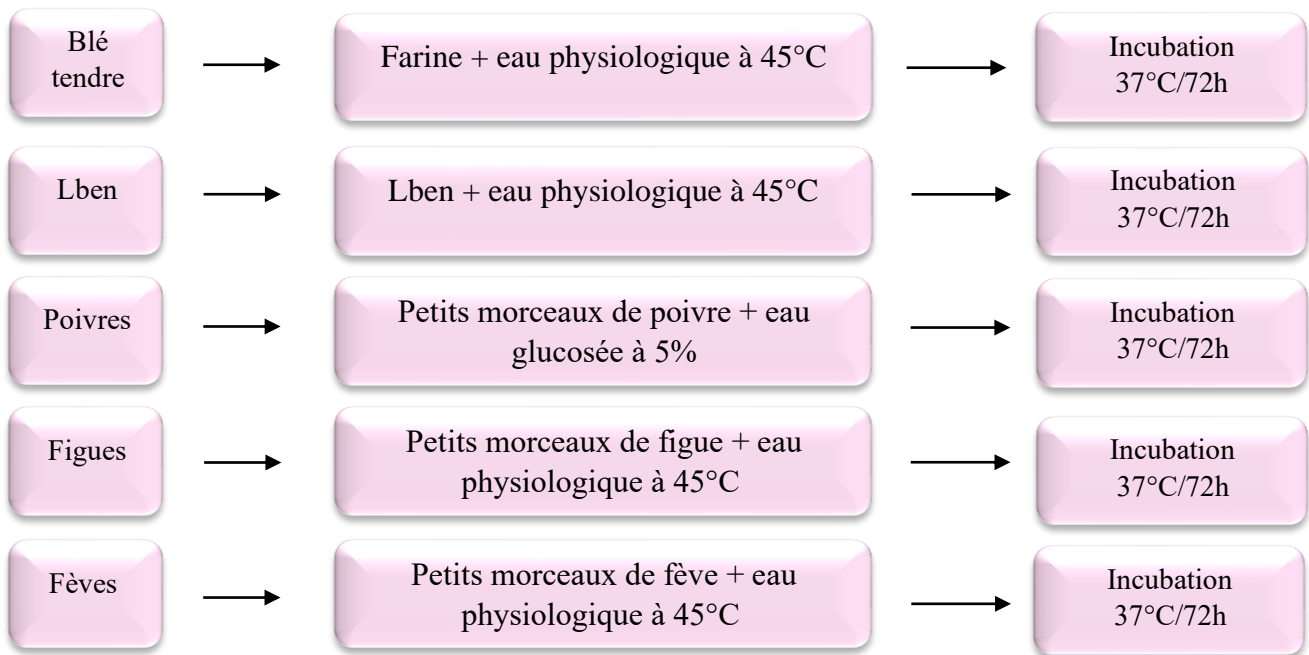 Blé
tendre
Farine + eau physiologique à 45°C
Incubation
37°C/72h
Lben
Lben + eau physiologique à 45°C
Incubation
37°C/72h
Poivres
Petits morceaux de poivre + eau
glucosée à 5%
Incubation
37°C/72h
Figues
Petits morceaux de figue + eau
physiologique à 45°C
Incubation
37°C/72h
Fèves
Petits morceaux de fève + eau
physiologique à 45°C
Incubation
37°C/72h